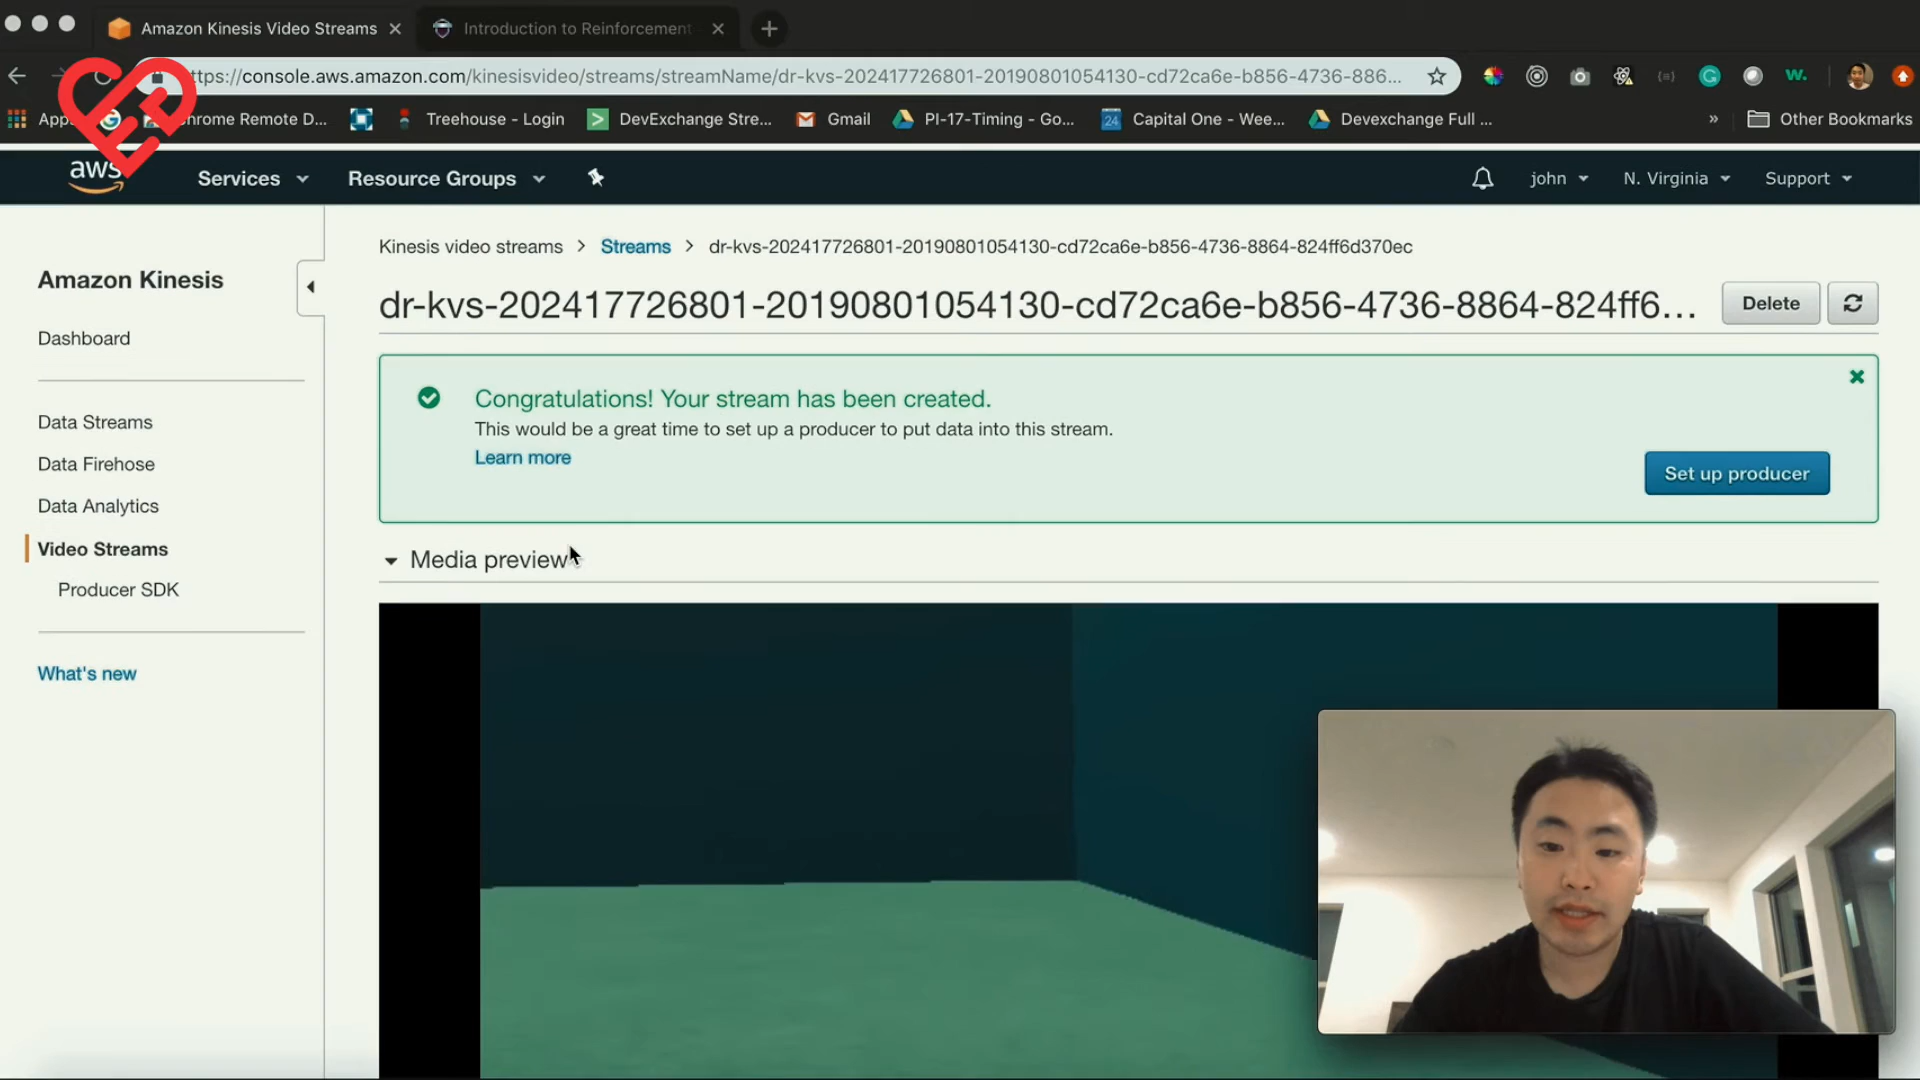 Amazon Kinesis Video Streams
Introduction to Reinforcement
ttps://console.aws.amazon.com/kinesisvideo/streams/streamName/dr-kvs-202417726801-20190801054130-cd72ca6e-b856-4736-886...
Apps
hrome Remote D...
Treehouse - Login
DevExchange Stre...
Gmail
PI-17-Timing - Go...
24
Capital One - Wee...
Devexchange Full ...
»
Other Bookmarks
aws
Services
Resource Groups
john
N. Virginia
Support
Amazon Kinesis
Dashboard
Data Streams
Data Firehose
Data Analytics
Video Streams
Producer SDK
What's new
Kinesis video streams > Streams > dr-kvs-202417726801-20190801054130-cd72ca6e-b856-4736-8864-824ff6d370ec
dr-kvs-202417726801-20190801054130-cd72ca6e-b856-4736-8864-824ff6...
Delete
Congratulations! Your stream has been created.
This would be a great time to set up a producer to put data into this stream.
Learn more
Set up producer
Media preview